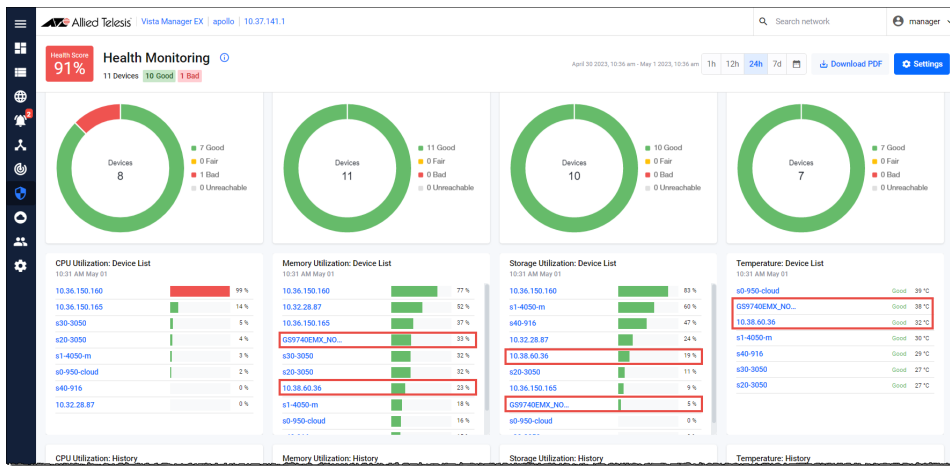 Allied Telesis Vista Manager EX apollo 10.37.141.1 Search network manager
2
Health Score
91%
Health Monitoring
11 Devices 10 Good 1 Bad
April 30 2023, 10:36 am - May 1 2023, 10:36 am 1h 12h 24h 7d Download PDF Settings
Devices
8
7 Good
0 Fair
1 Bad
0 Unreachable
Devices
11
11 Good
0 Fair
0 Bad
0 Unreachable
Devices
10
10 Good
0 Fair
0 Bad
0 Unreachable
Devices
7
7 Good
0 Fair
0 Bad
0 Unreachable
CPU Utilization: Device List
10:31 AM May 01
10.36.150.160 99 %
10.36.150.165 14 %
s30-3050 5 %
s20-3050 4 %
s1-4050-m 3 %
s0-950-cloud 2 %
s40-916 0 %
10.32.28.87 0 %
Memory Utilization: Device List
10:31 AM May 01
10.36.150.160 77 %
10.32.28.87 52 %
10.36.150.165 37 %
GS9740EMX_NO... 33 %
s30-3050 32 %
s20-3050 32 %
10.38.60.36 23 %
s1-4050-m 18 %
s0-950-cloud 16 %
Storage Utilization: Device List
10:31 AM May 01
10.36.150.160 83 %
s1-4050-m 60 %
s40-916 47 %
10.32.28.87 24 %
10.38.60.36 19 %
s20-3050 11 %
10.36.150.165 9 %
GS9740EMX_NO... 5 %
s0-950-cloud 0 %
Temperature: Device List
10:31 AM May 01
s0-950-cloud Good 39 °C
GS9740EMX_NO... Good 38 °C
10.38.60.36 Good 32 °C
s1-4050-m Good 30 °C
s40-916 Good 29 °C
s30-3050 Good 27 °C
s20-3050 Good 27 °C
CPU Utilization: History
Memory Utilization: History
Storage Utilization: History
Temperature: History